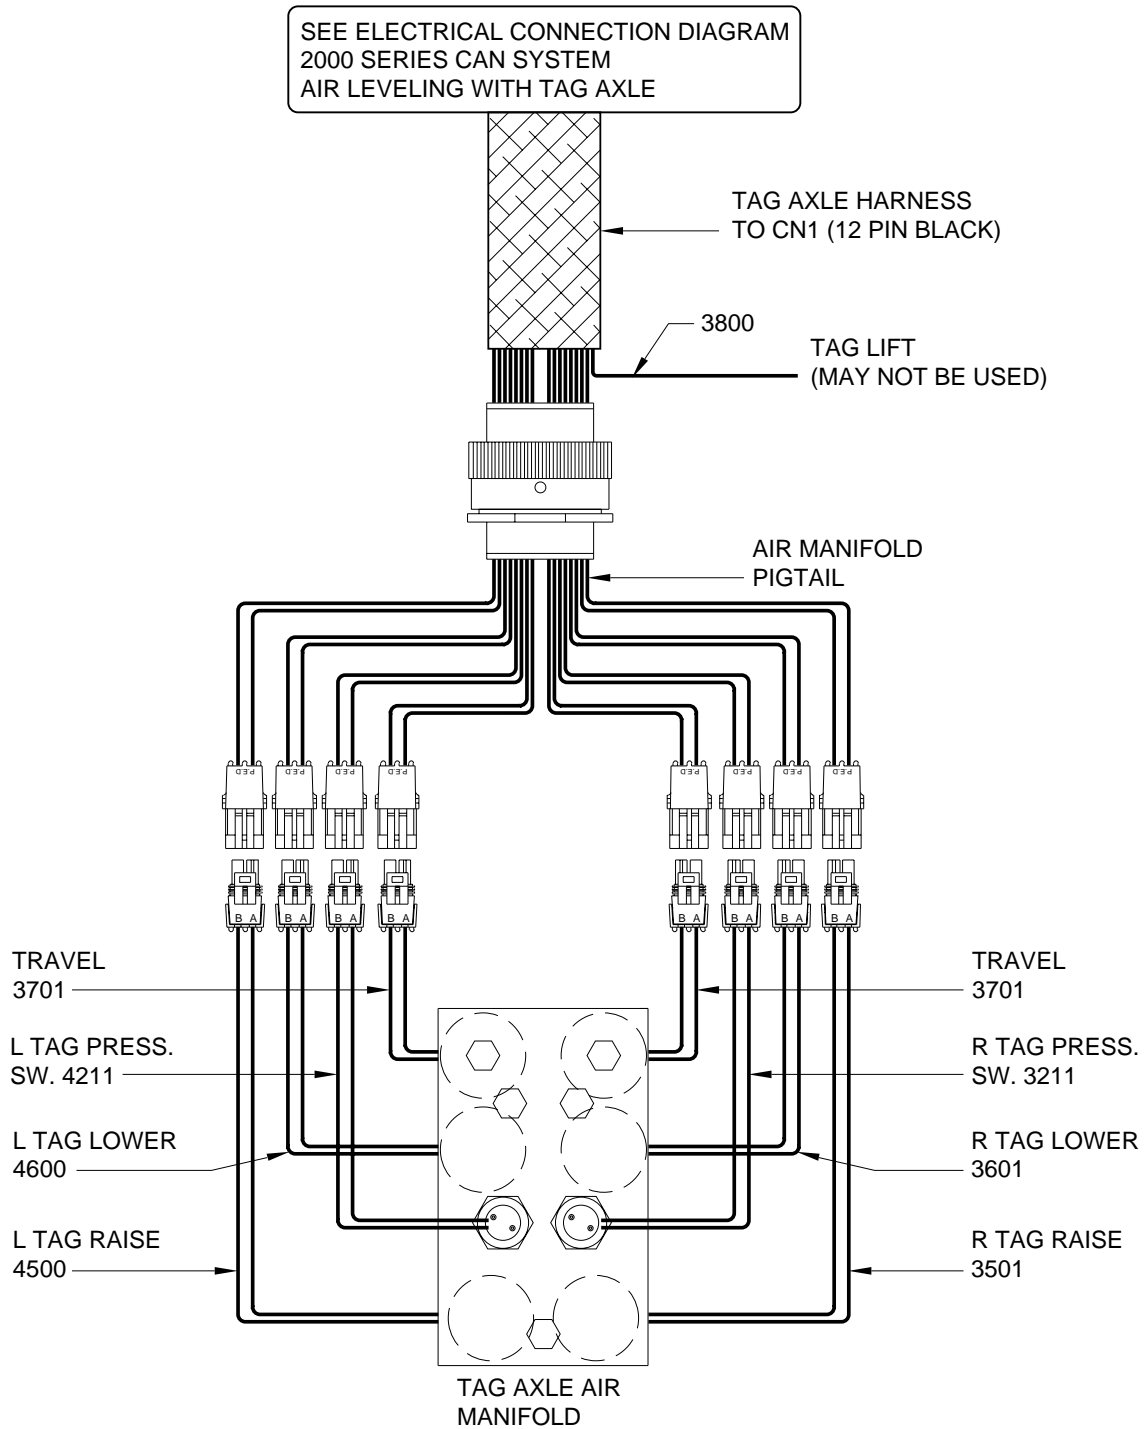 SEE ELECTRICAL CONNECTION DIAGRAM
2000 SERIES CAN SYSTEM
AIR LEVELING WITH TAG AXLE
TAG AXLE HARNESS
TO CN1 (12 PIN BLACK)
3800
TAG LIFT
(MAY NOT BE USED)
AIR MANIFOLD
PIGTAIL
P.E.D P.E.D P.E.D P.E.D P.E.D P.E.D P.E.D P.E.D
B A B A B A B A B A B A B A B A
TRAVEL
3701
L TAG PRESS.
SW. 4211
L TAG LOWER
4600
L TAG RAISE
4500
TRAVEL
3701
R TAG PRESS.
SW. 3211
R TAG LOWER
3601
R TAG RAISE
3501
TAG AXLE AIR
MANIFOLD